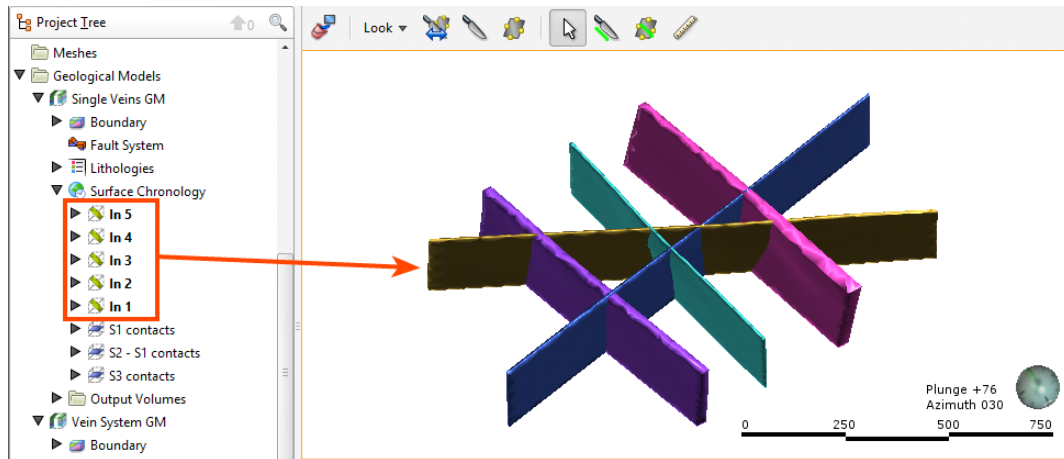 Project Tree
0
Look
Meshes
Geological Models
Single Veins GM
Boundary
Fault System
Lithologies
Surface Chronology
In 5
In 4
In 3
In 2
In 1
S1 contacts
S2 - S1 contacts
S3 contacts
Output Volumes
Vein System GM
Boundary
Plunge +76
Azimuth 030
0 250 500 750